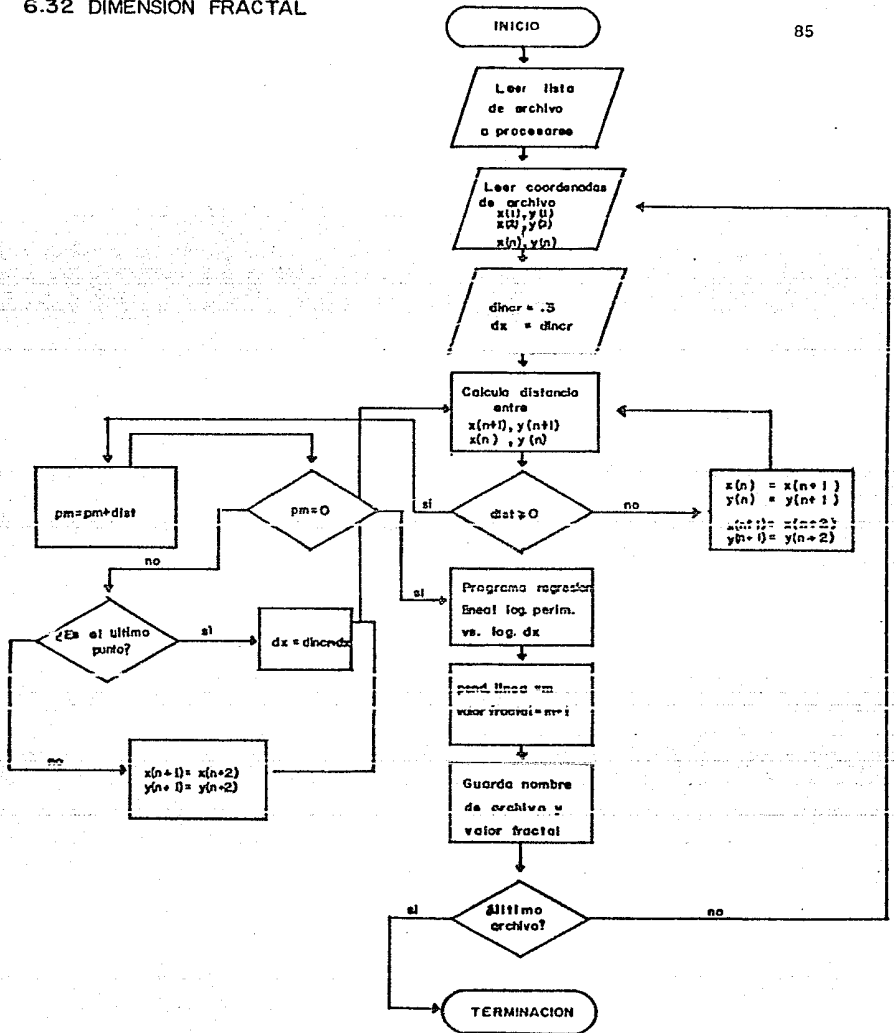 6.32 DIMENSION FRACTAL
85
INICIO
Leer lista
de archivo
a procesarse
Leer coordenadas
de archivo
x(1), y(1)
x(2), y(2)
x(n), y(n)
dincr = .3
dx = dincr
Calcula distancia
entre
x(n+1), y(n+1)
x(n) , y(n)
pm=pm+dist
pm=0
si
dist>0
no
x(n) = x(n+1)
y(n) = y(n+1)
x(n+1)= x(n+2)
y(n+1)= y(n+2)
no
si
Programa regresion
lineal log. perim.
vs. log. dx
¿Es el ultimo
punto?
si
dx = dincr+dx
pend. linea =m
valor fractal=
no
x(n+1)= x(n+2)
y(n+1)= y(n+2)
Guarda nombre
de archivo y
valor fractal
si
archivo?
no
TERMINACION